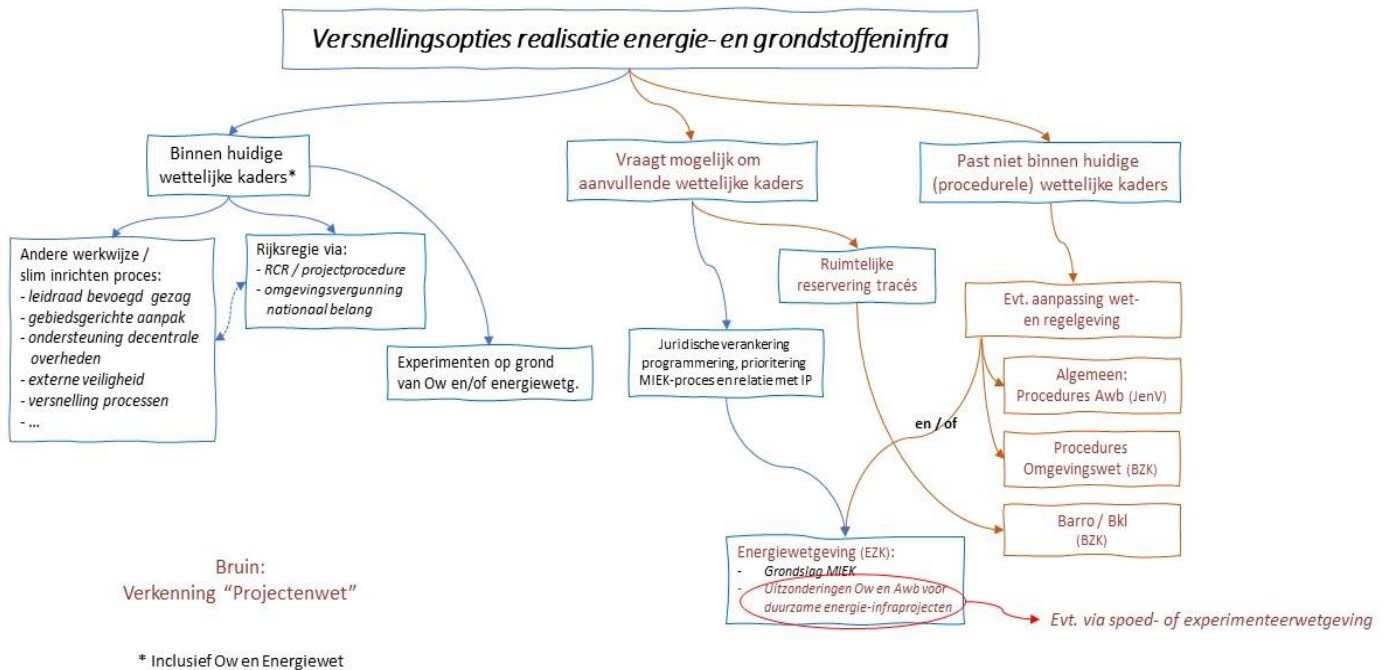 Versnellingsopties realisatie energie- en grondstoffeninfra
Binnen huidige
wettelijke kaders*
Vraagt mogelijk om
aanvullende wettelijke kaders
Past niet binnen huidige
(procedurele) wettelijke kaders
Andere werkwijze /
slim inrichten proces:
- leidraad bevoegd gezag
- gebiedsgerichte aanpak
- ondersteuning decentrale
overheden
- externe veiligheid
- versnelling processen
- ...
Rijksregie via:
- RCR / projectprocedure
- omgevingsvergunning
nationaal belang
Experimenten op grond
van Ow en/of energiewetg.
Ruimtelijke
reservering tracés
Juridische verankering
programmering, prioritering
MIEK-proces en relatie met IP
Evt. aanpassing wet-
en regelgeving
Algemeen:
Procedures Awb (JenV)
en / of
Procedures
Omgevingswet (BZK)
Barro / Bkl
(BZK)
Energiewetgeving (EZK):
- Grondslag MIEK
- Uitzonderingen Ow en Awb voor
duurzame energie-infraprojecten
Evt. via spoed- of experimenteerwetgeving
Bruin:
Verkenning “Projectenwet”
* Inclusief Ow en Energiewet